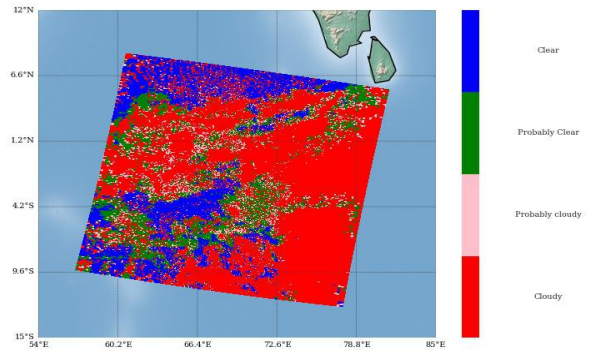 12°N
6.6°N
1.2°N
4.2°S
9.6°S
15°S
54°E 60.2°E 66.4°E 72.6°E 78.8°E 85°E
Clear
Probably Clear
Probably cloudy
Cloudy